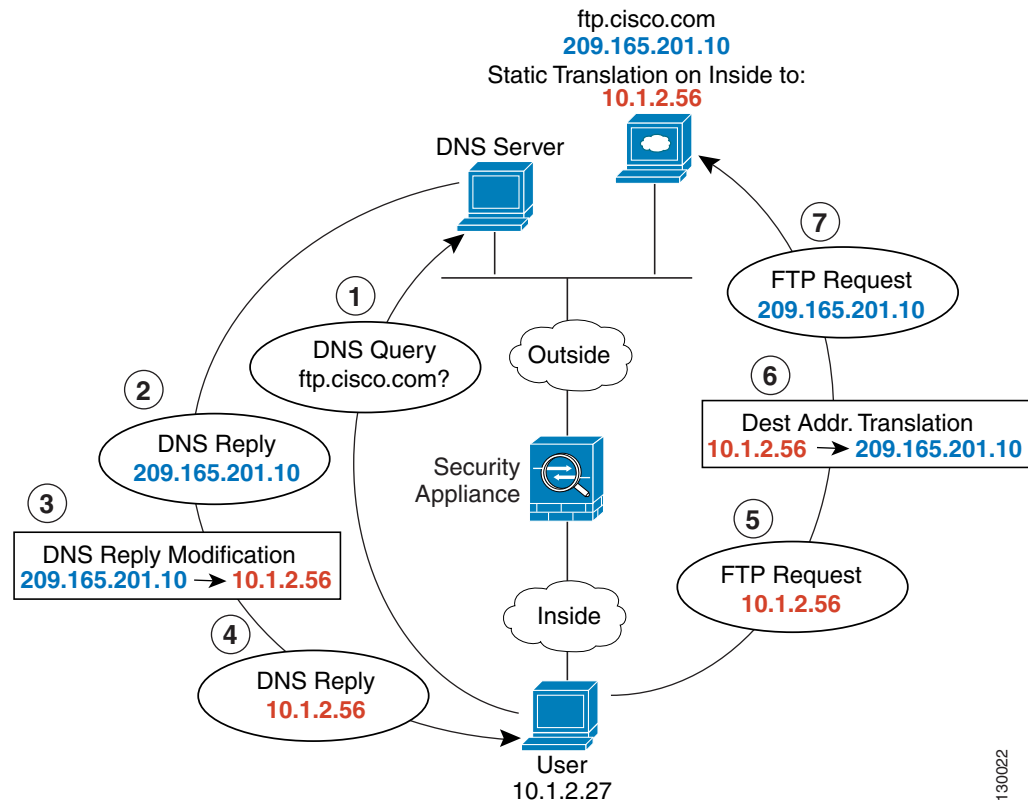 ftp.cisco.com
209.165.201.10
Static Translation on Inside to:
10.1.2.56
DNS Server
7
FTP Request
209.165.201.10
1
DNS Query
ftp.cisco.com?
Outside
2
DNS Reply
209.165.201.10
6
Dest Addr. Translation
10.1.2.56 → 209.165.201.10
Security
Appliance
3
DNS Reply Modification
209.165.201.10 → 10.1.2.56
5
FTP Request
10.1.2.56
Inside
4
DNS Reply
10.1.2.56
User
10.1.2.27
130022